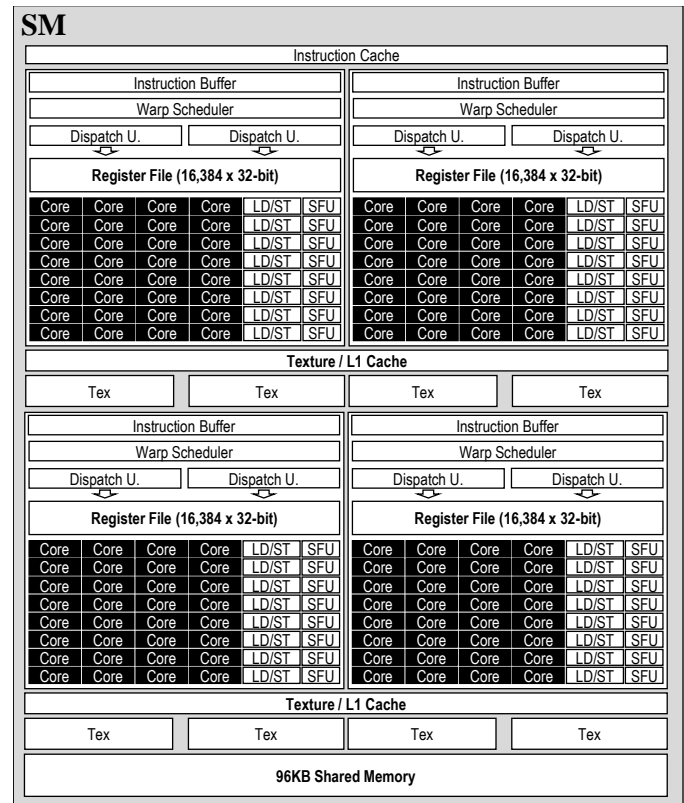 SM
Instruction Cache
Instruction Buffer Instruction Buffer
Warp Scheduler Warp Scheduler
Dispatch U. Dispatch U. Dispatch U. Dispatch U.
Register File (16,384 x 32-bit) Register File (16,384 x 32-bit)
Core Core Core Core LD/ST SFU Core Core Core Core LD/ST SFU
Core Core Core Core LD/ST SFU Core Core Core Core LD/ST SFU
Core Core Core Core LD/ST SFU Core Core Core Core LD/ST SFU
Core Core Core Core LD/ST SFU Core Core Core Core LD/ST SFU
Core Core Core Core LD/ST SFU Core Core Core Core LD/ST SFU
Core Core Core Core LD/ST SFU Core Core Core Core LD/ST SFU
Core Core Core Core LD/ST SFU Core Core Core Core LD/ST SFU
Core Core Core Core LD/ST SFU Core Core Core Core LD/ST SFU
Texture / L1 Cache
Tex Tex Tex Tex
Instruction Buffer Instruction Buffer
Warp Scheduler Warp Scheduler
Dispatch U. Dispatch U. Dispatch U. Dispatch U.
Register File (16,384 x 32-bit) Register File (16,384 x 32-bit)
Core Core Core Core LD/ST SFU Core Core Core Core LD/ST SFU
Core Core Core Core LD/ST SFU Core Core Core Core LD/ST SFU
Core Core Core Core LD/ST SFU Core Core Core Core LD/ST SFU
Core Core Core Core LD/ST SFU Core Core Core Core LD/ST SFU
Core Core Core Core LD/ST SFU Core Core Core Core LD/ST SFU
Core Core Core Core LD/ST SFU Core Core Core Core LD/ST SFU
Core Core Core Core LD/ST SFU Core Core Core Core LD/ST SFU
Core Core Core Core LD/ST SFU Core Core Core Core LD/ST SFU
Texture / L1 Cache
Tex Tex Tex Tex
96KB Shared Memory